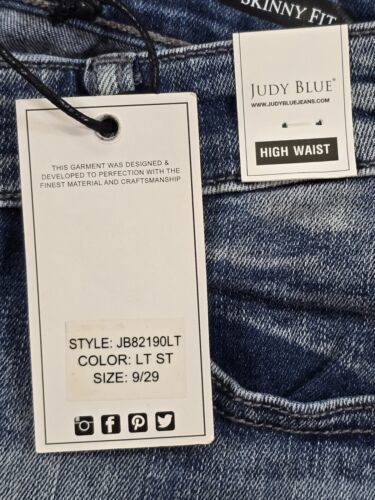 SKINNY FIT
JUDY BLUE®
WWW.JUDYBLUEJEANS.COM
HIGH WAIST
THIS GARMENT WAS DESIGNED &
DEVELOPED TO PERFECTION WITH THE
FINEST MATERIAL AND CRAFTSMANSHIP
STYLE: JB82190LT
COLOR: LT ST
SIZE: 9/29